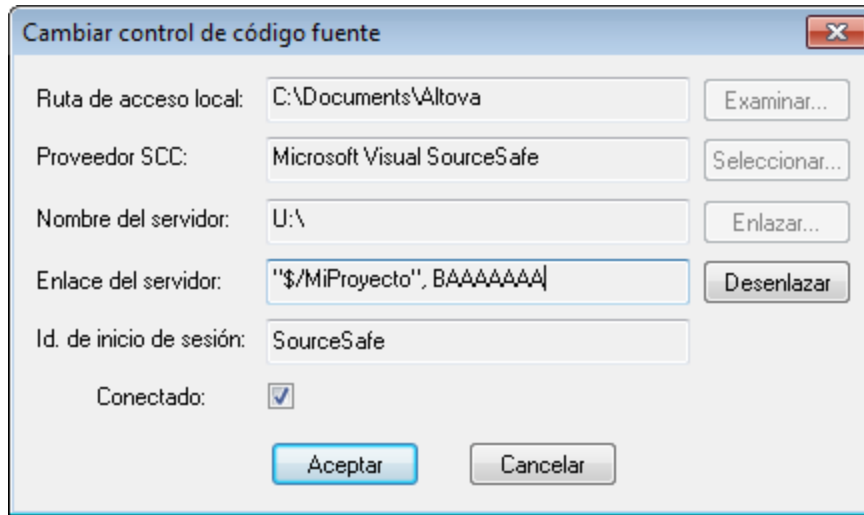 Cambiar control de código fuente
Ruta de acceso local: C:\Documents\Altova Examinar...
Proveedor SCC: Microsoft Visual SourceSafe Seleccionar...
Nombre del servidor: U:\ Enlazar...
Enlace del servidor: "$/MiProyecto", BAAAAAAA Desenlazar
Id. de inicio de sesión: SourceSafe
Conectado:
Aceptar Cancelar